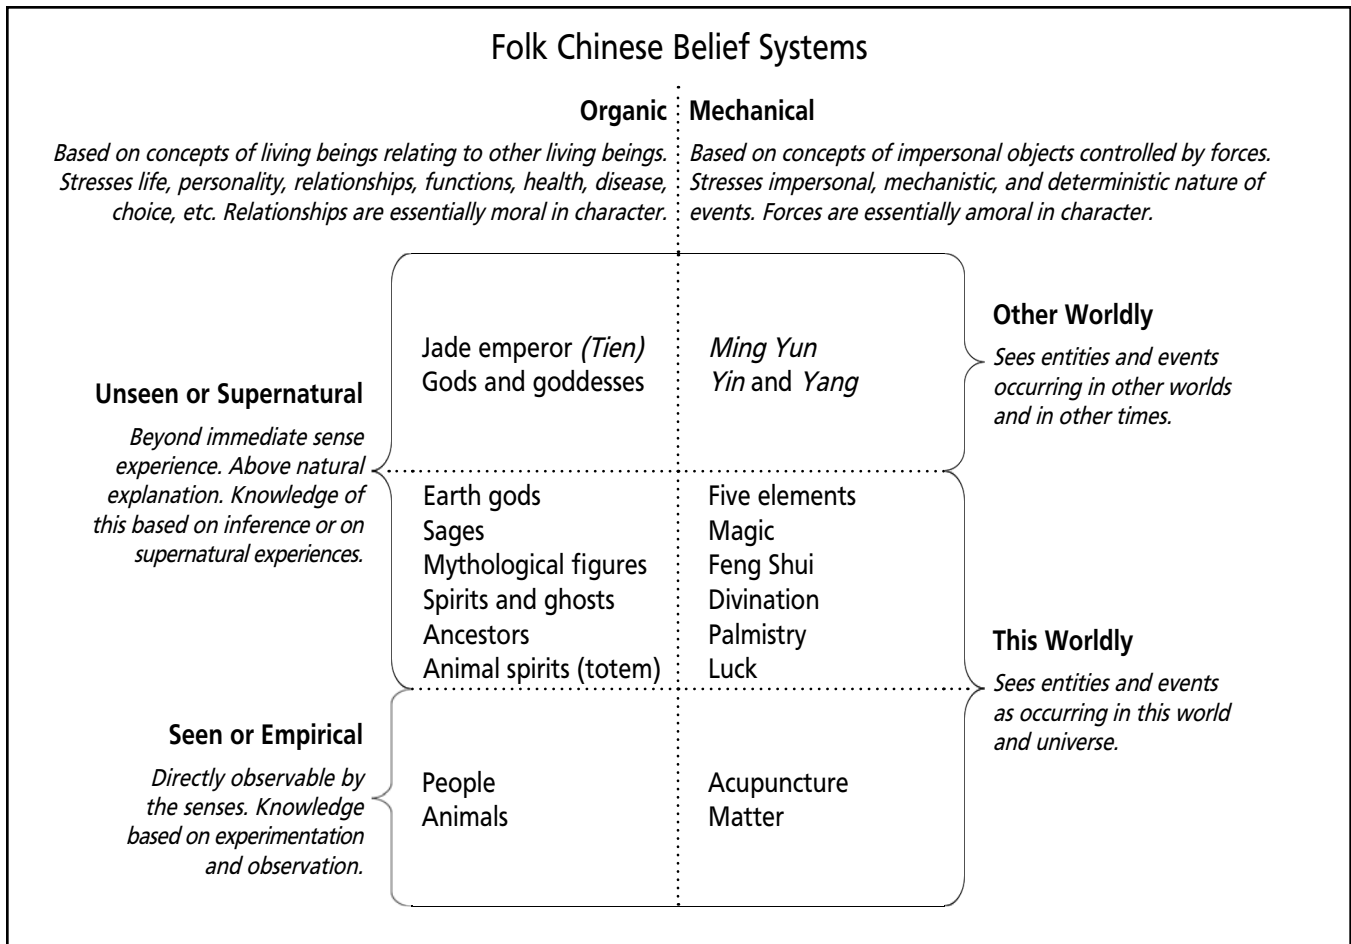 Folk Chinese Belief Systems
Organic
Based on concepts of living beings relating to other living beings.
Stresses life, personality, relationships, functions, health, disease,
choice, etc. Relationships are essentially moral in character.
Mechanical
Based on concepts of impersonal objects controlled by forces.
Stresses impersonal, mechanistic, and deterministic nature of
events. Forces are essentially amoral in character.
Unseen or Supernatural
Beyond immediate sense
experience. Above natural
explanation. Knowledge of
this based on inference or on
supernatural experiences.
Jade emperor (Tien)
Gods and goddesses
Ming Yun
Yin and Yang
Other Worldly
Sees entities and events
occurring in other worlds
and in other times.
Earth gods
Sages
Mythological figures
Spirits and ghosts
Ancestors
Animal spirits (totem)
Five elements
Magic
Feng Shui
Divination
Palmistry
Luck
This Worldly
Sees entities and events
as occurring in this world
and universe.
Seen or Empirical
Directly observable by
the senses. Knowledge
based on experimentation
and observation.
People
Animals
Acupuncture
Matter